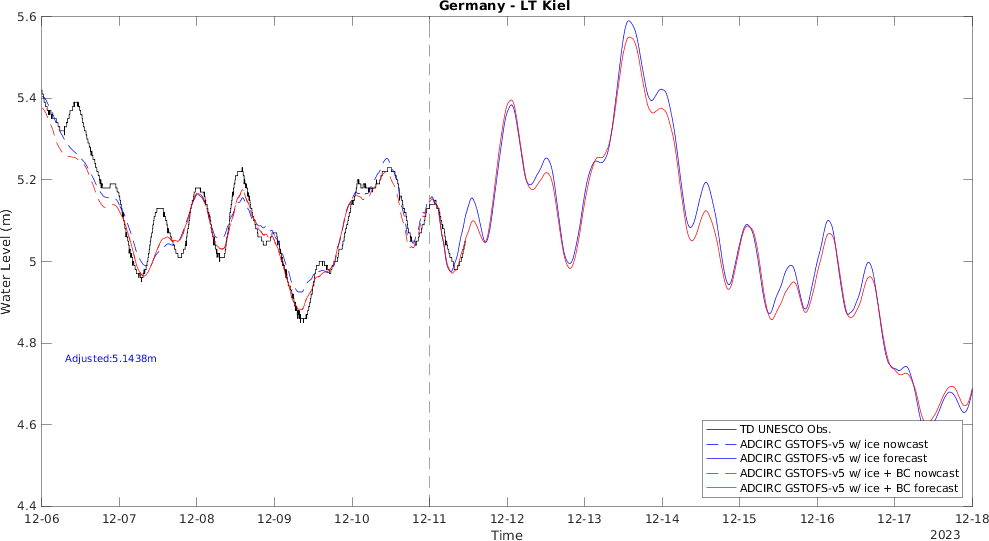 Germany - LT Kiel
Water Level (m)
5.6
5.4
5.2
5
4.8
4.6
4.4
Adjusted:5.1438m
TD UNESCO Obs.
ADCIRC GSTOFS-v5 w/ ice nowcast
ADCIRC GSTOFS-v5 w/ ice forecast
ADCIRC GSTOFS-v5 w/ ice + BC nowcast
ADCIRC GSTOFS-v5 w/ ice + BC forecast
12-06 12-07 12-08 12-09 12-10 12-11 12-12 12-13 12-14 12-15 12-16 12-17 12-18
Time
2023